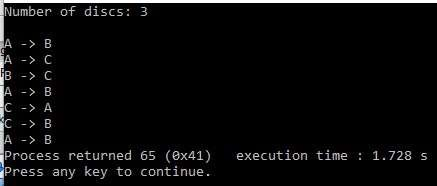 Number of discs: 3
A -> B
A -> C
B -> C
A -> B
C -> A
C -> B
A -> B
Process returned 65 (0x41)   execution time : 1.728 s
Press any key to continue.